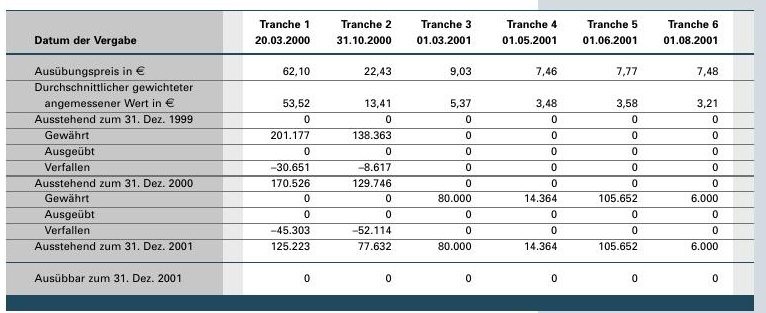 Tranche 1 Tranche 2 Tranche 3 Tranche 4 Tranche 5 Tranche 6
Datum der Vergabe 20.03.2000 31.10.2000 01.03.2001 01.05.2001 01.06.2001 01.08.2001
Ausübungspreis in € 62,10 22,43 9,03 7,46 7,77 7,48
Durchschnittlicher gewichteter
angemessener Wert in € 53,52 13,41 5,37 3,48 3,58 3,21
Ausstehend zum 31. Dez. 1999 0 0 0 0 0 0
Gewährt 201.177 138.363 0 0 0 0
Ausgeübt 0 0 0 0 0 0
Verfallen –30.651 –8.617 0 0 0 0
Ausstehend zum 31. Dez. 2000 170.526 129.746 0 0 0 0
Gewährt 0 0 80.000 14.364 105.652 6.000
Ausgeübt 0 0 0 0 0 0
Verfallen –45.303 –52.114 0 0 0 0
Ausstehend zum 31. Dez. 2001 125.223 77.632 80.000 14.364 105.652 6.000
Ausübbar zum 31. Dez. 2001 0 0 0 0 0 0